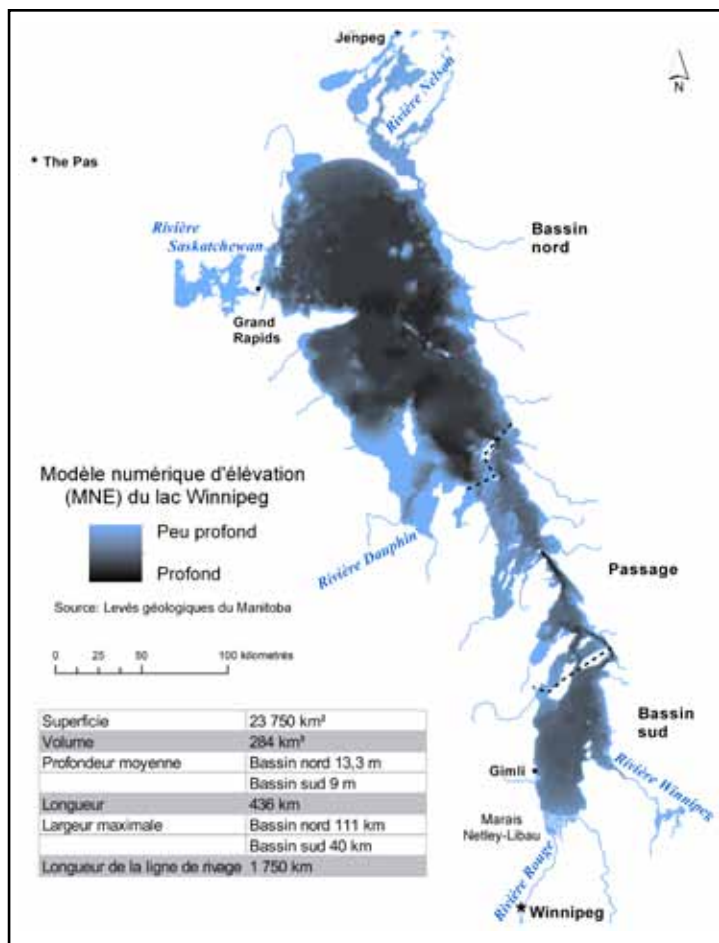 Jenpeg
N
Rivière Nelson
The Pas
Rivière
Saskatchewan
Bassin
nord
Grand
Rapids
Modèle numérique d'élévation
(MNE) du lac Winnipeg
Peu profond
Profond
Rivière Dauphin
Passage
Source: Levés géologiques du Manitoba
0 25 50 100 kilometrés
Bassin
sud
Superficie 23 750 km²
Volume 284 km³
Profondeur moyenne Bassin nord 13,3 m
Bassin sud 9 m
Longueur 436 km
Largeur maximale Bassin nord 111 km
Bassin sud 40 km
Longueur de la ligne de rivage 1 750 km
Gimli
Rivière Winnipeg
Marais
Netley-Libau
Rivière Rouge
Winnipeg